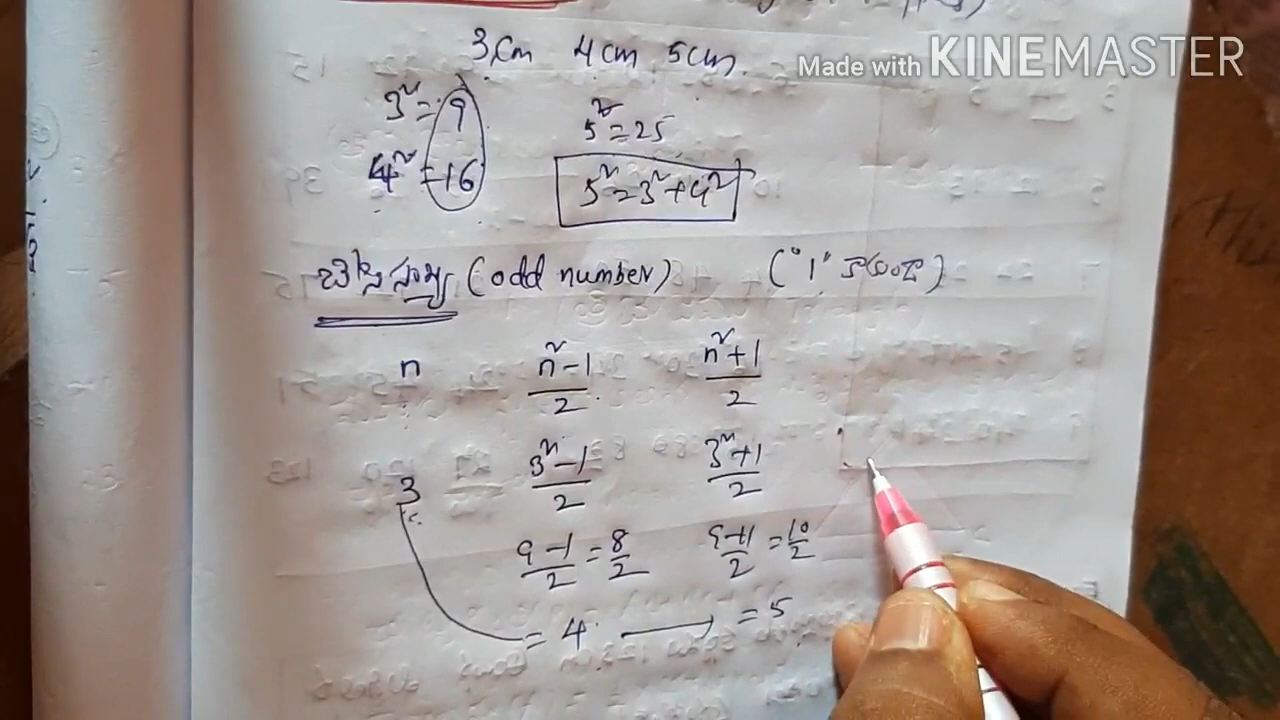 Made with KINEMASTER
3cm 4cm 5cm
3² = 9
5² = 25
4² = 16
5² = 3² + 4²
బేసి సంఖ్య (odd number) ('1' కాకుండా)
n n²-1/2 n²+1/2
3 3²-1/2 3²+1/2
9-1/2 = 8/2 9+1/2 = 10/2
= 4 = 5